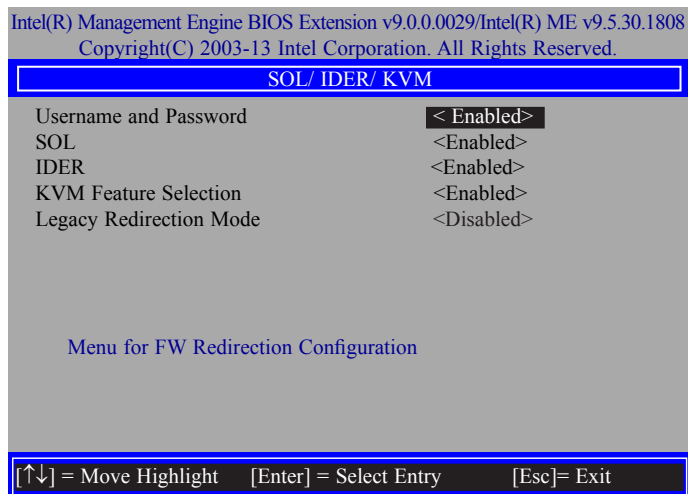 Intel(R) Management Engine BIOS Extension v9.0.0.0029/Intel(R) ME v9.5.30.1808
Copyright(C) 2003-13 Intel Corporation. All Rights Reserved.
SOL/ IDER/ KVM
Username and Password < Enabled>
SOL <Enabled>
IDER <Enabled>
KVM Feature Selection <Enabled>
Legacy Redirection Mode <Disabled>
Menu for FW Redirection Configuration
[↑↓] = Move Highlight [Enter] = Select Entry [Esc]= Exit